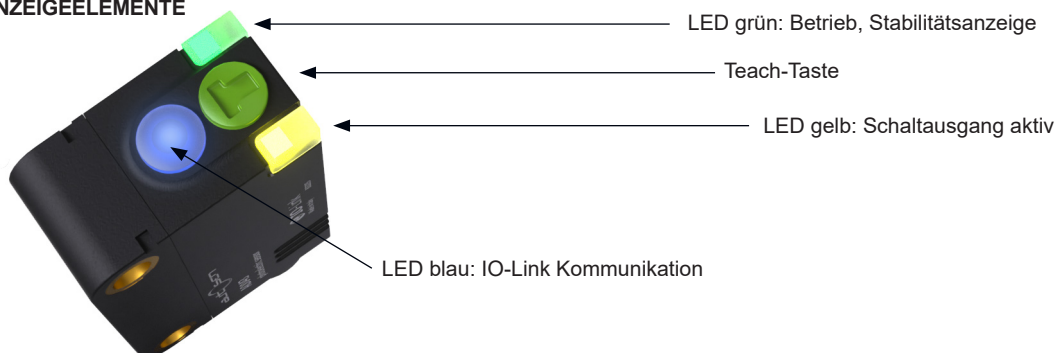 NZEIGEELEMENTE
LED grün: Betrieb, Stabilitätsanzeige
Teach-Taste
LED gelb: Schaltausgang aktiv
LED blau: IO-Link Kommunikation